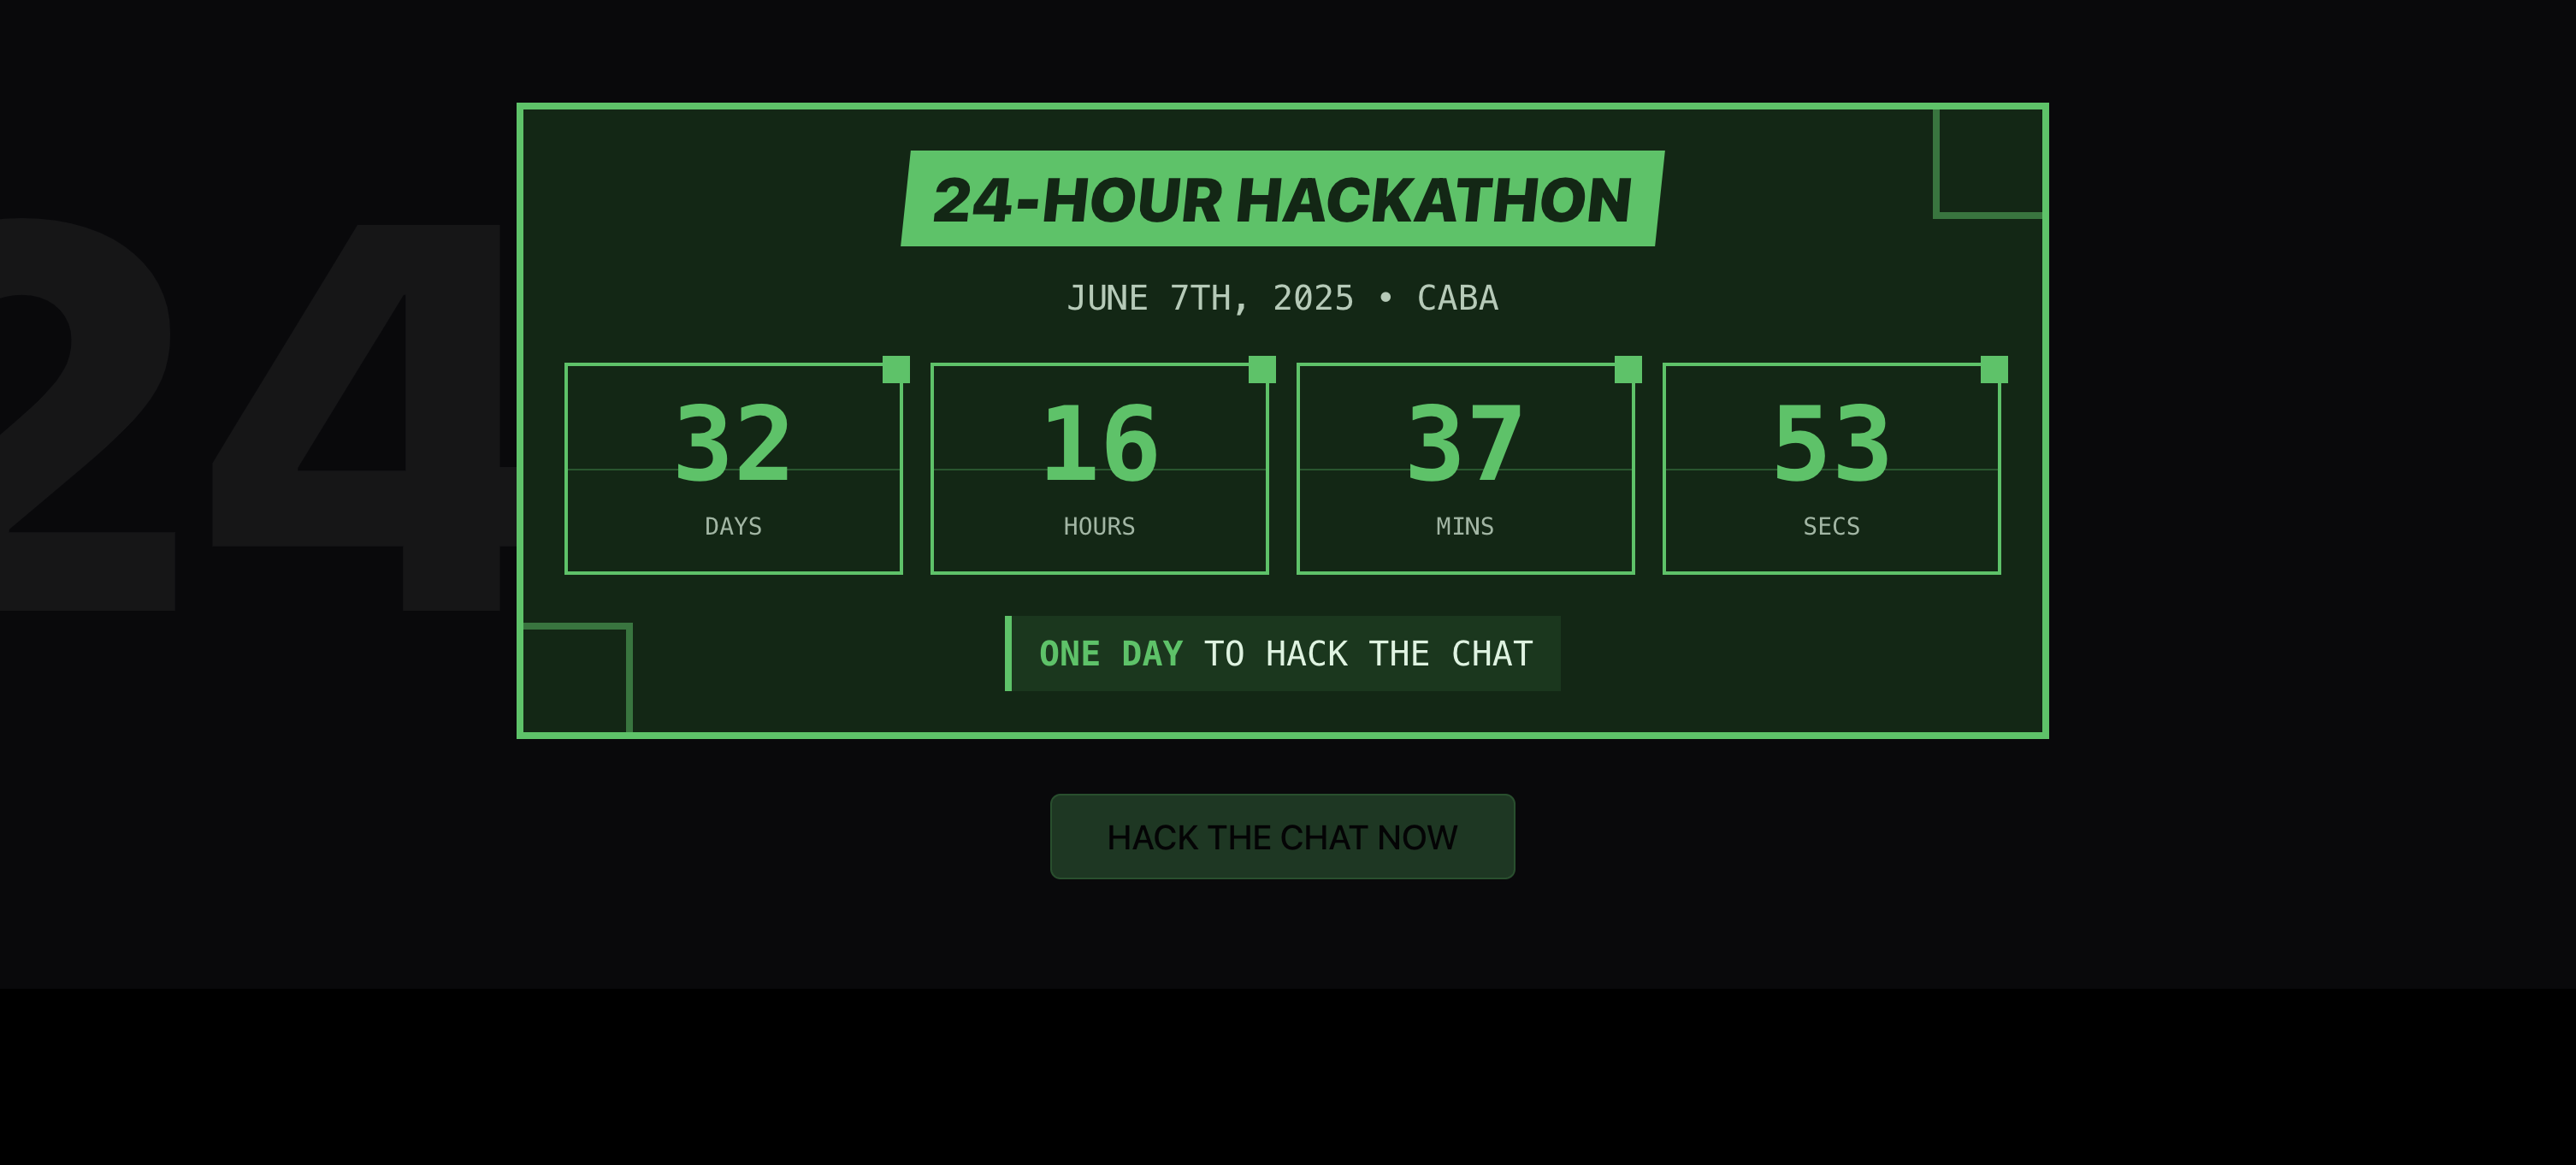 24
24-HOUR HACKATHON
JUNE 7TH, 2025 • CABA
32 16 37 53
DAYS HOURS MINS SECS
ONE DAY TO HACK THE CHAT
HACK THE CHAT NOW